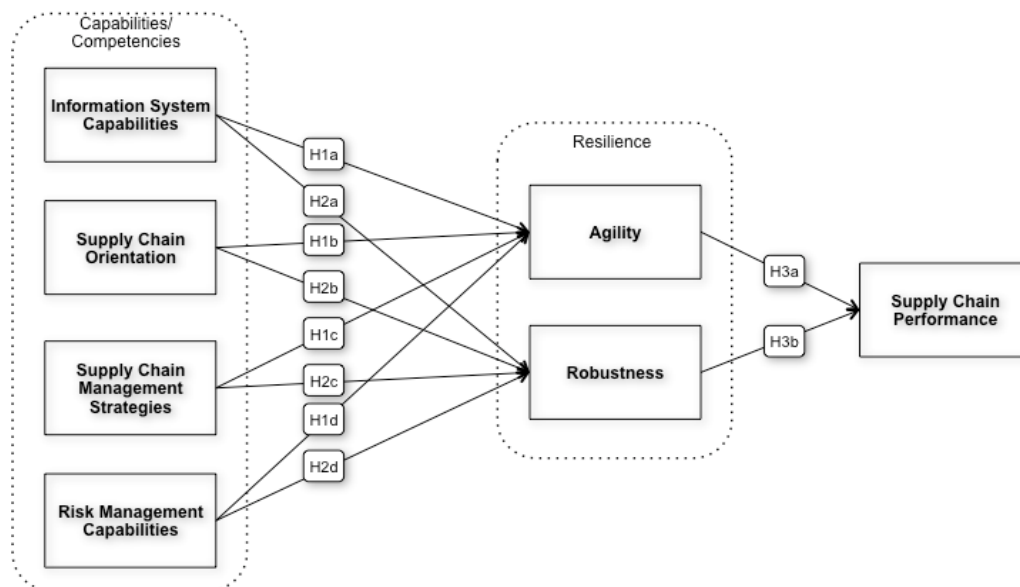 Capabilities/
Competencies
Information System
Capabilities
Supply Chain
Orientation
Supply Chain
Management
Strategies
Risk Management
Capabilities
H1a
H2a
H1b
H2b
H1c
H2c
H1d
H2d
Resilience
Agility
Robustness
H3a
H3b
Supply Chain
Performance